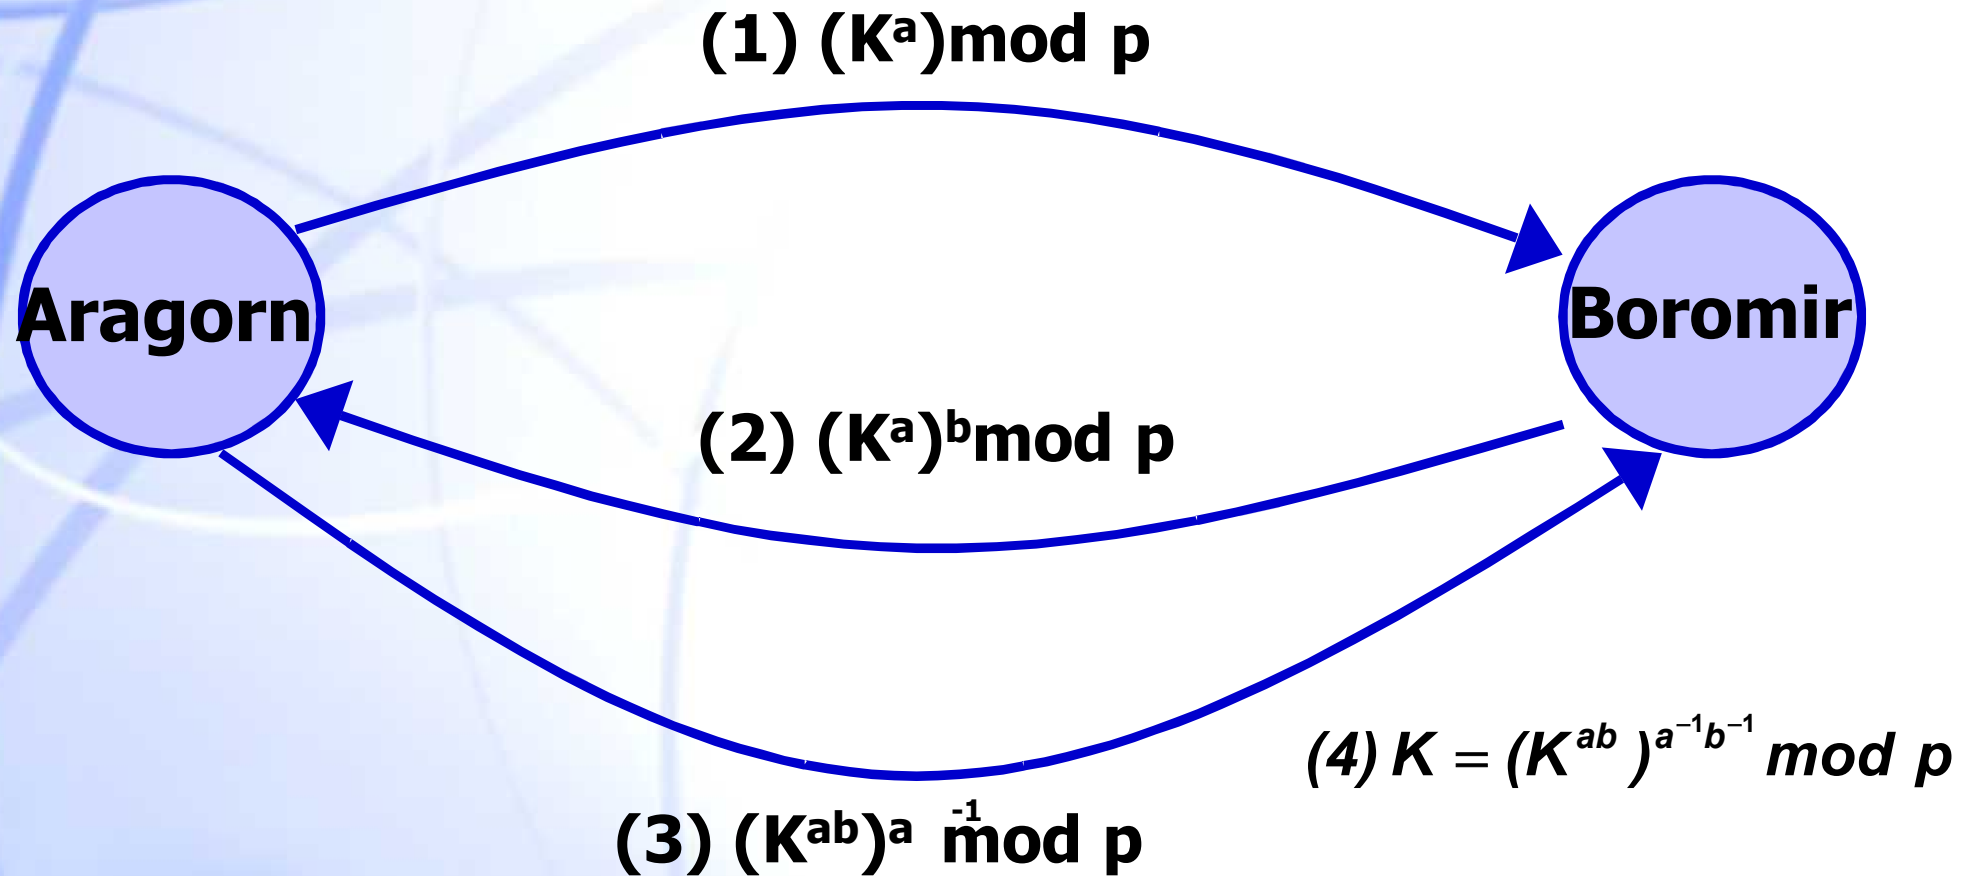 (1) (Kᵃ)mod p
Aragorn
Boromir
(2) (Kᵃ)ᵇmod p
(4) K = (Kᵃᵇ)ᵃ⁻¹ᵇ⁻¹ mod p
(3) (Kᵃᵇ)ᵃ⁻¹ mod p